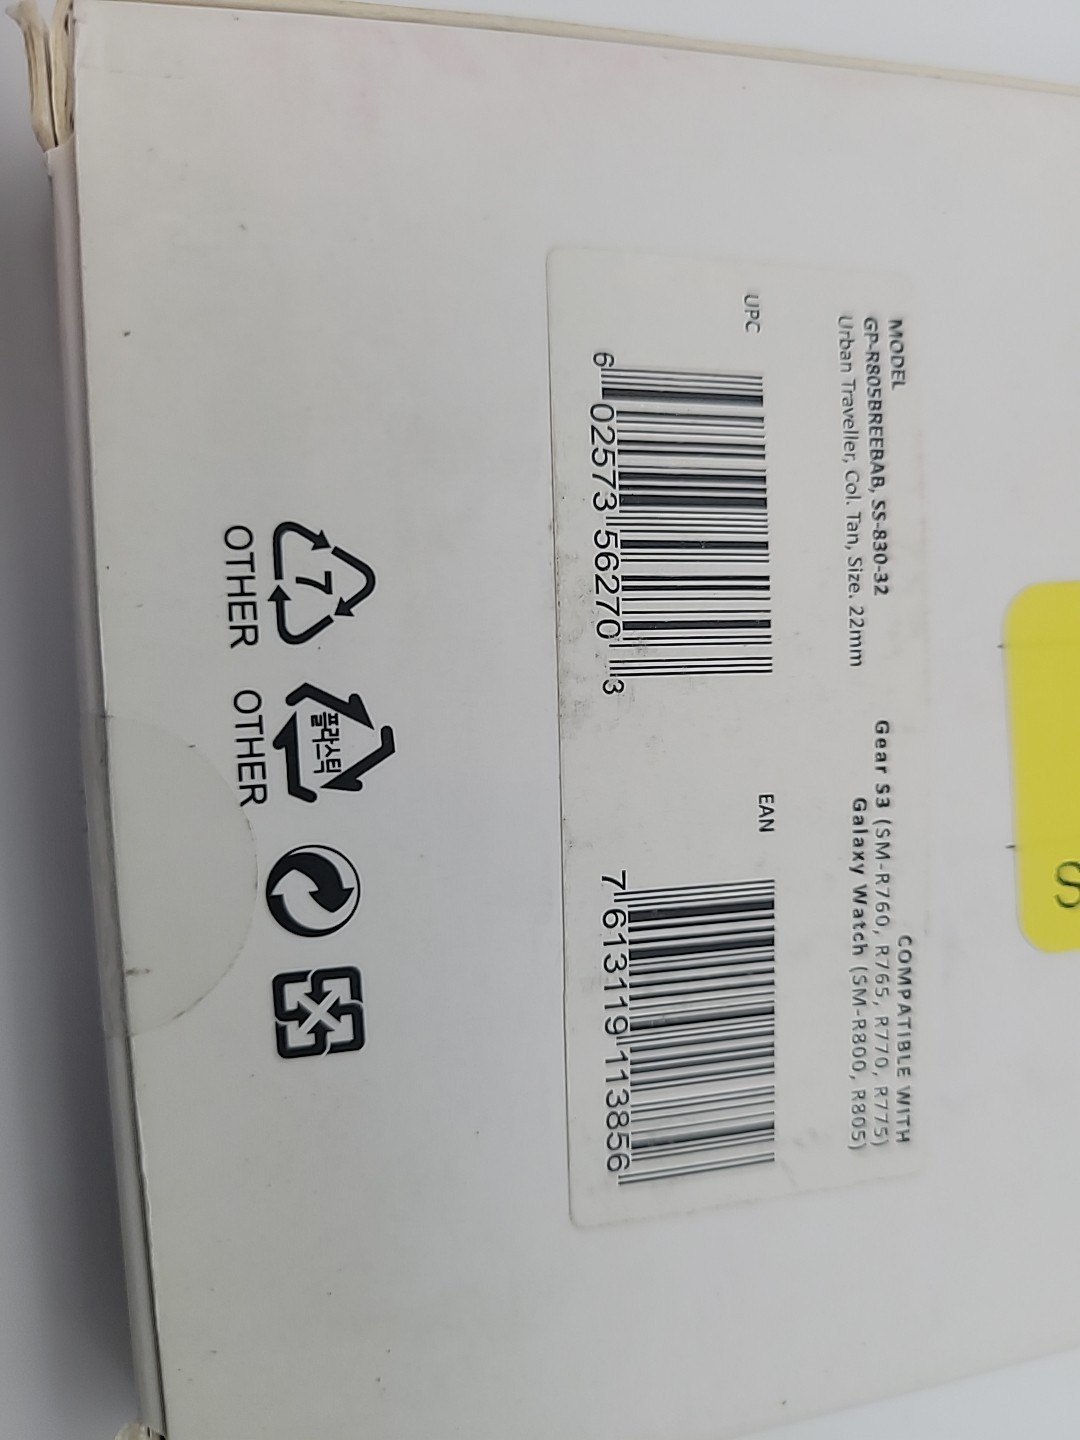 MODEL
GP-R805BREEBAB, SS-830-32
Urban Traveller, Col. Tan, Size. 22mm
COMPATIBLE WITH
Gear S3 (SM-R760, R765, R770, R775)
Galaxy Watch (SM-R800, R805)
UPC
6 02573 56270 3
EAN
7 613119 113856
7
OTHER
플라스틱
OTHER
S